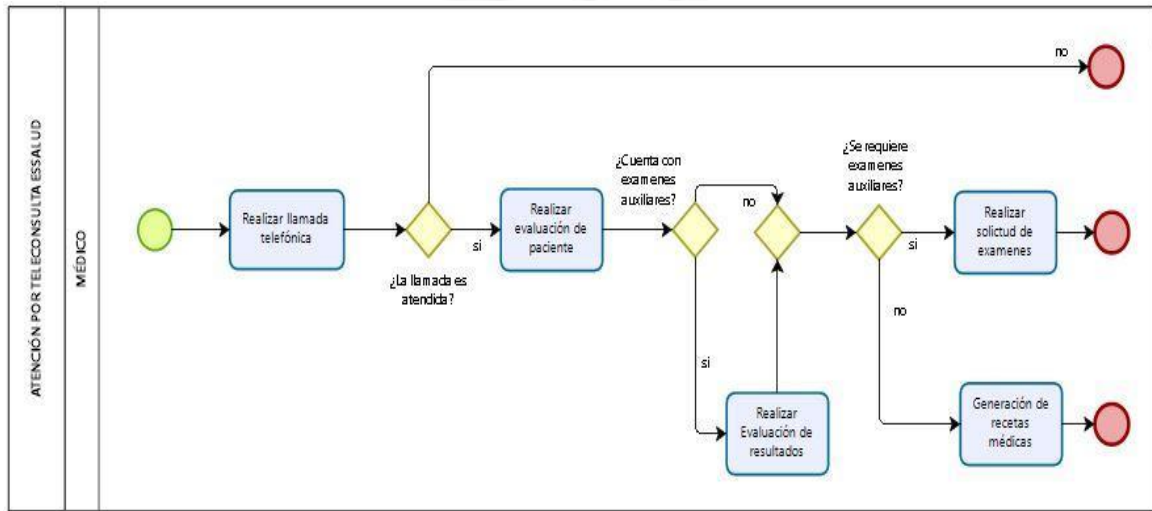 ATENCIÓN POR TELECONSULTA ESSALUD
MÉDICO
no
¿Se requiere
examenes
auxiliares?
¿Cuenta con
examenes
auxiliares?
Realizar llamada
telefónica
Realizar
evaluación de
paciente
no
Realizar
solictud de
examenes
si
si
¿La llamada es
atendida?
no
si
Realizar
Evaluación de
resultados
Generación de
recetas
médicas